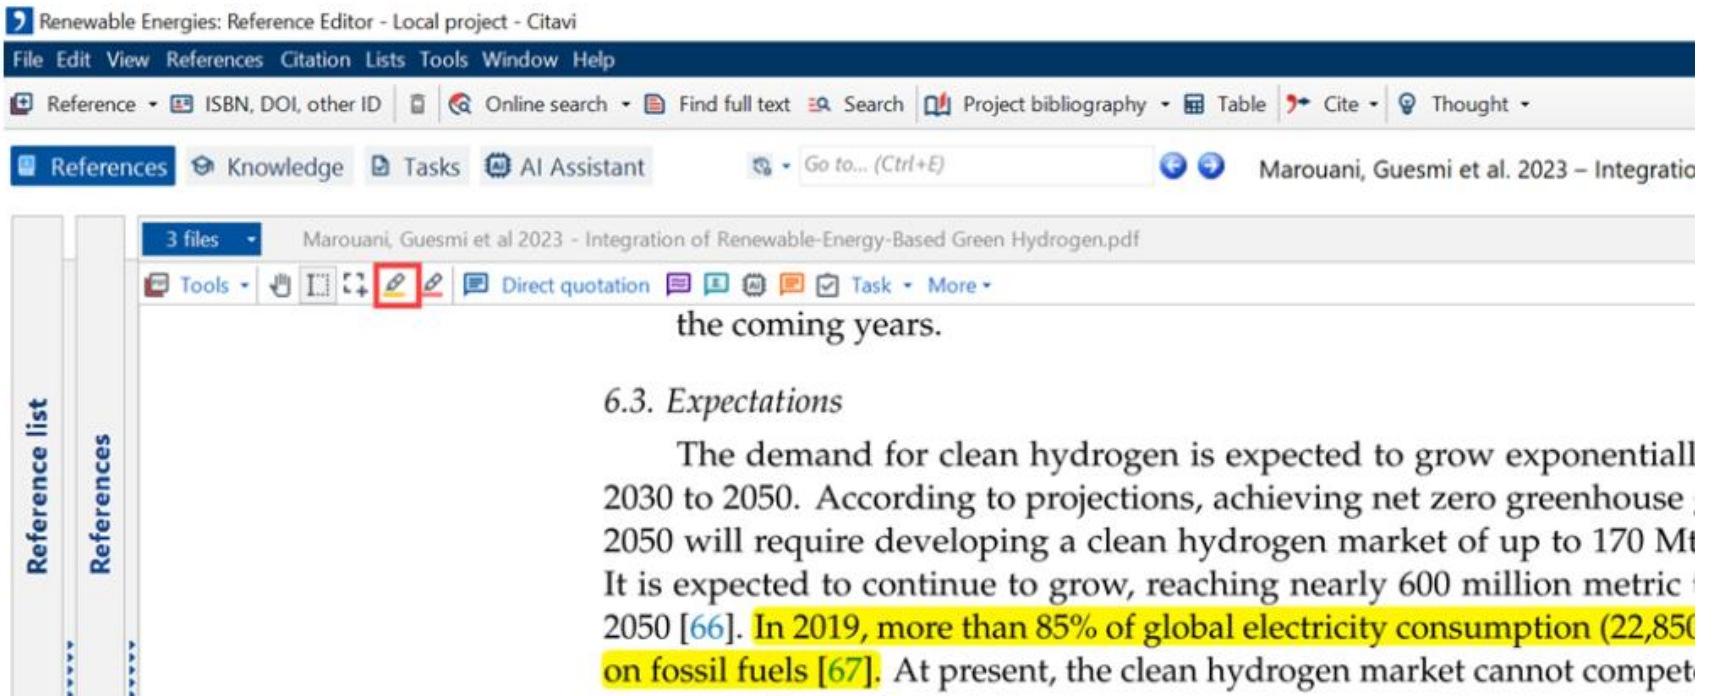 Renewable Energies: Reference Editor - Local project - Citavi
File Edit View References Citation Lists Tools Window Help
Reference ISBN, DOI, other ID Online search Find full text Search Project bibliography Table Cite Thought
References Knowledge Tasks AI Assistant Go to... (Ctrl+E) Marouani, Guesmi et al. 2023 – Integratio
3 files Marouani, Guesmi et al 2023 - Integration of Renewable-Energy-Based Green Hydrogen.pdf
Tools Direct quotation Task More
the coming years.
6.3. Expectations
The demand for clean hydrogen is expected to grow exponentiall
2030 to 2050. According to projections, achieving net zero greenhouse
2050 will require developing a clean hydrogen market of up to 170 Mt
It is expected to continue to grow, reaching nearly 600 million metric
2050 [66]. In 2019, more than 85% of global electricity consumption (22,850
on fossil fuels [67]. At present, the clean hydrogen market cannot compet
Reference list
References